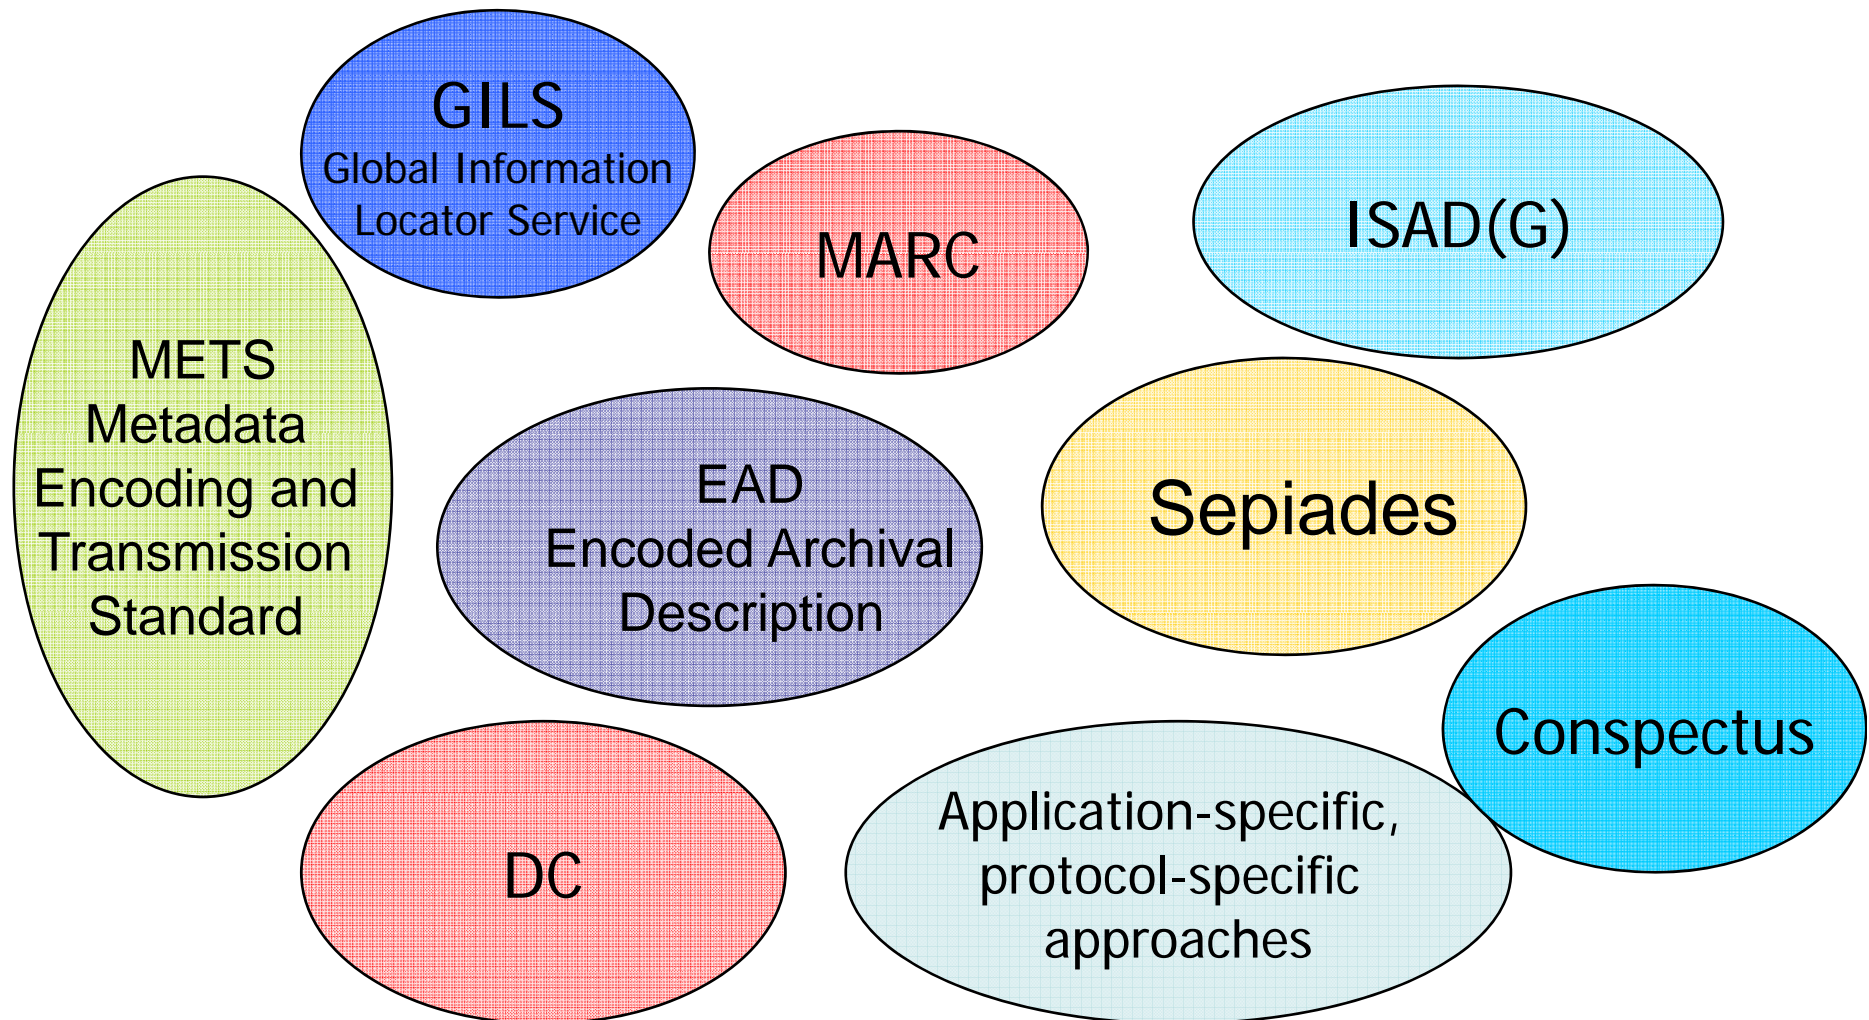 GILS
Global Information
Locator Service
MARC
ISAD(G)
METS
Metadata
Encoding and
Transmission
Standard
EAD
Encoded Archival
Description
Sepiades
Conspectus
DC
Application-specific,
protocol-specific
approaches